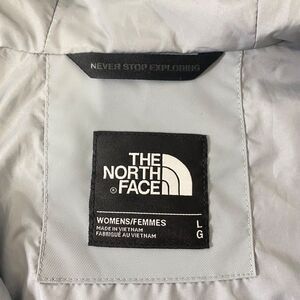 NEVER STOP EXPLORING
THE
NORTH
FACE
®
WOMENS/FEMMES
MADE IN VIETNAM
FABRIQUÉ AU VIETNAM
L
G